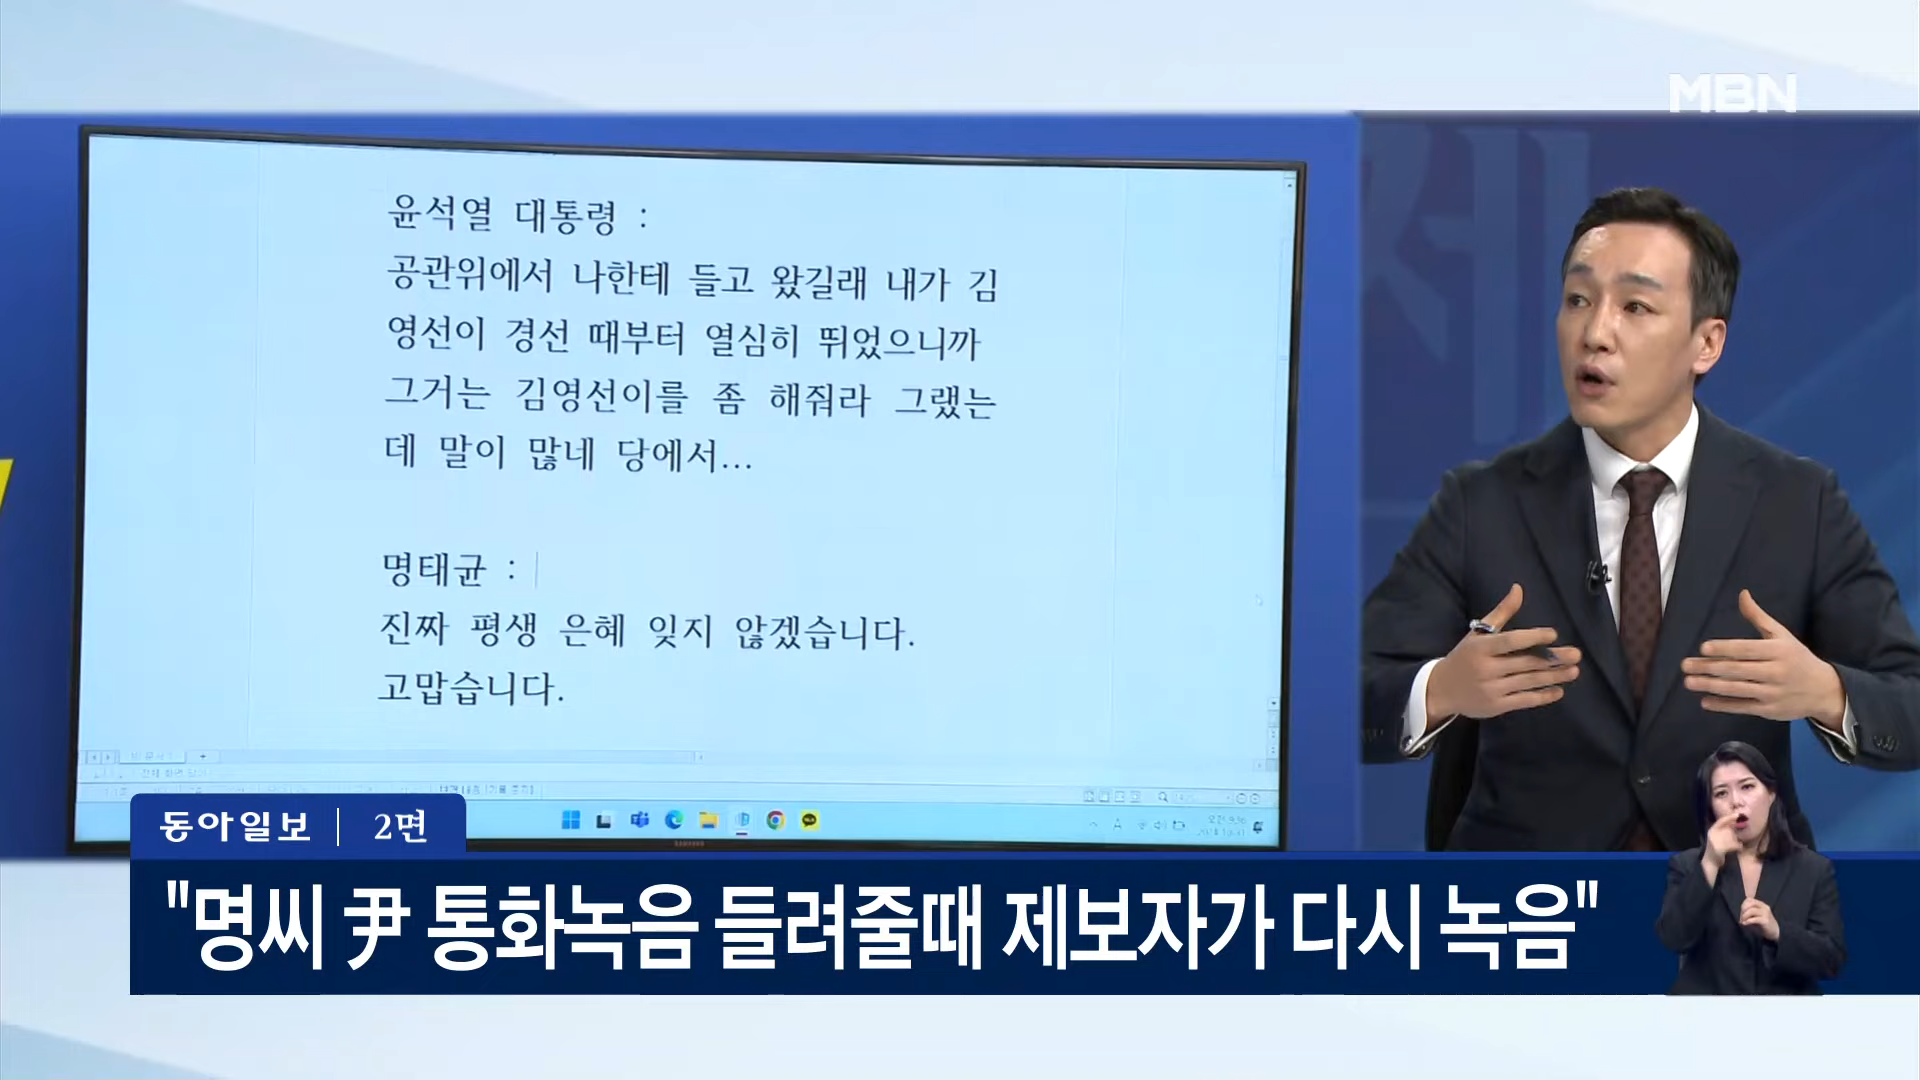 MBN
윤석열 대통령 :
공관위에서 나한테 들고 왔길래 내가 김
영선이 경선 때부터 열심히 뛰었으니까
그거는 김영선이를 좀 해줘라 그랬는
데 말이 많네 당에서...
명태균 :
진짜 평생 은혜 잊지 않겠습니다.
고맙습니다.
SAMSUNG
동아일보 | 2면
"명씨 尹 통화녹음 들려줄때 제보자가 다시 녹음"